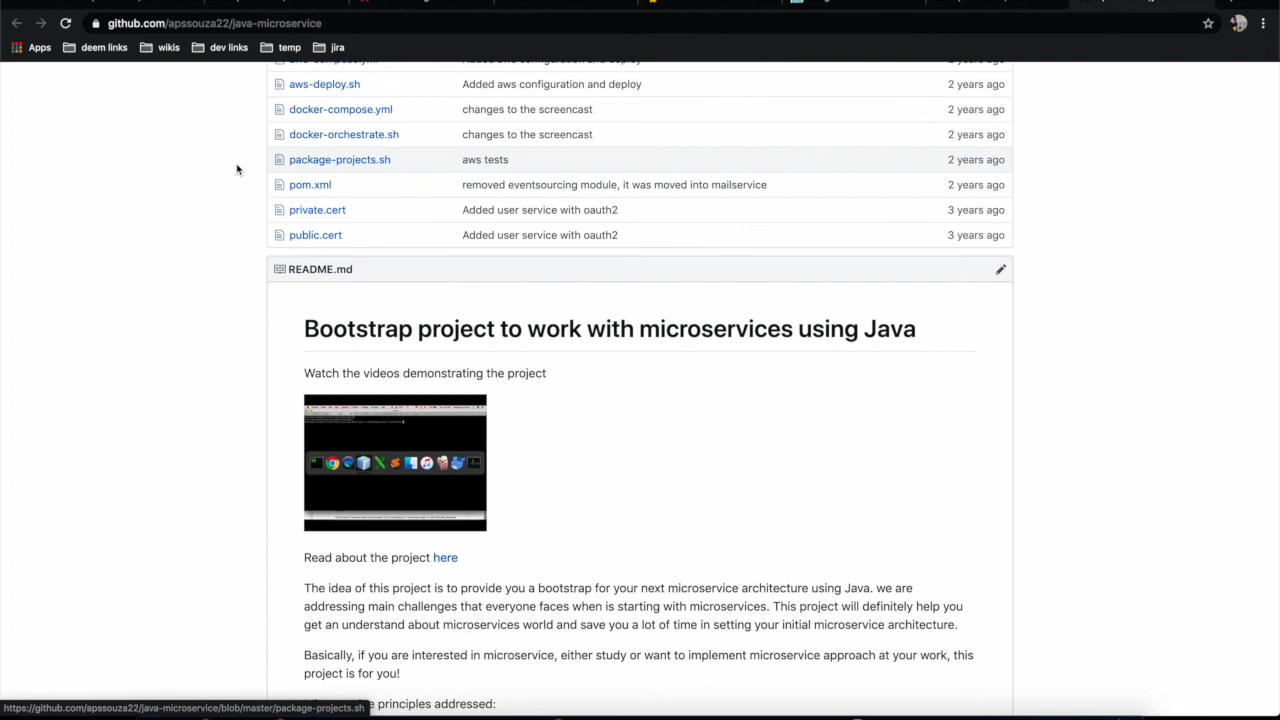 github.com/apssouza22/java-microservice
Apps deem links wikis dev links temp jira
Added aws configuration and deploy 2 years ago
aws-deploy.sh Added aws configuration and deploy 2 years ago
docker-compose.yml changes to the screencast 2 years ago
docker-orchestrate.sh changes to the screencast 2 years ago
package-projects.sh aws tests 2 years ago
pom.xml removed eventsourcing module, it was moved into mailservice 2 years ago
private.cert Added user service with oauth2 3 years ago
public.cert Added user service with oauth2 3 years ago
README.md
Bootstrap project to work with microservices using Java
Watch the videos demonstrating the project
Read about the project here
The idea of this project is to provide you a bootstrap for your next microservice architecture using Java. we are
addressing main challenges that everyone faces when is starting with microservices. This project will definitely help you
get an understand about microservices world and save you a lot of time in setting your initial microservice architecture.
Basically, if you are interested in microservice, either study or want to implement microservice approach at your work, this
project is for you!
principles addressed:
https://github.com/apssouza22/java-microservice/blob/master/package-projects.sh